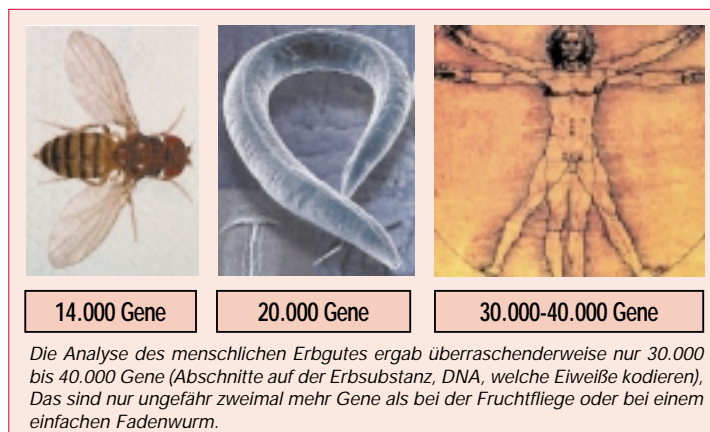 14.000 Gene
20.000 Gene
30.000-40.000 Gene
Die Analyse des menschlichen Erbgutes ergab überraschenderweise nur 30.000
bis 40.000 Gene (Abschnitte auf der Erbsubstanz, DNA, welche Eiweiße kodieren),
Das sind nur ungefähr zweimal mehr Gene als bei der Fruchtfliege oder bei einem
einfachen Fadenwurm.